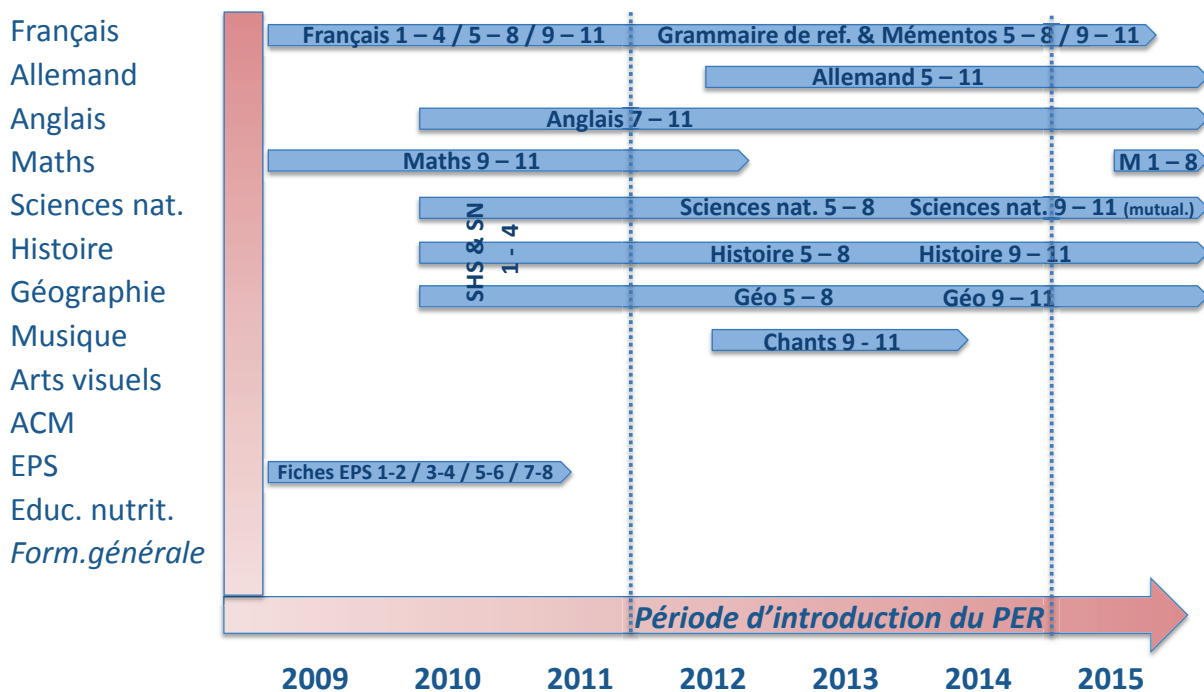 Français
Français 1 – 4 / 5 – 8 / 9 – 11
Grammaire de ref. & Mémentos 5 – 8 / 9 – 11
Allemand
Allemand 5 – 11
Anglais
Anglais 7 – 11
Maths
Maths 9 – 11
M 1 – 8
Sciences nat.
SHS & SN
1 - 4
Sciences nat. 5 – 8
Sciences nat. 9 – 11 (mutual.)
Histoire
Histoire 5 – 8
Histoire 9 – 11
Géographie
Géo 5 – 8
Géo 9 – 11
Musique
Chants 9 - 11
Arts visuels
ACM
EPS
Fiches EPS 1-2 / 3-4 / 5-6 / 7-8
Educ. nutrit.
Form.générale
Période d'introduction du PER
2009 2010 2011 2012 2013 2014 2015